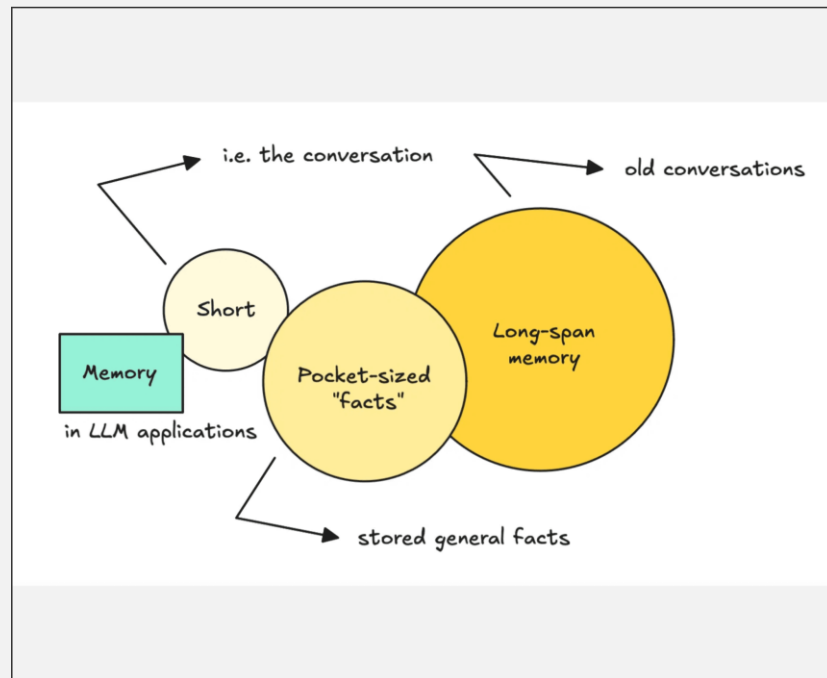 i.e. the conversation
old conversations
Short
Memory
in LLM applications
Pocket-sized
"facts"
Long-span
memory
stored general facts